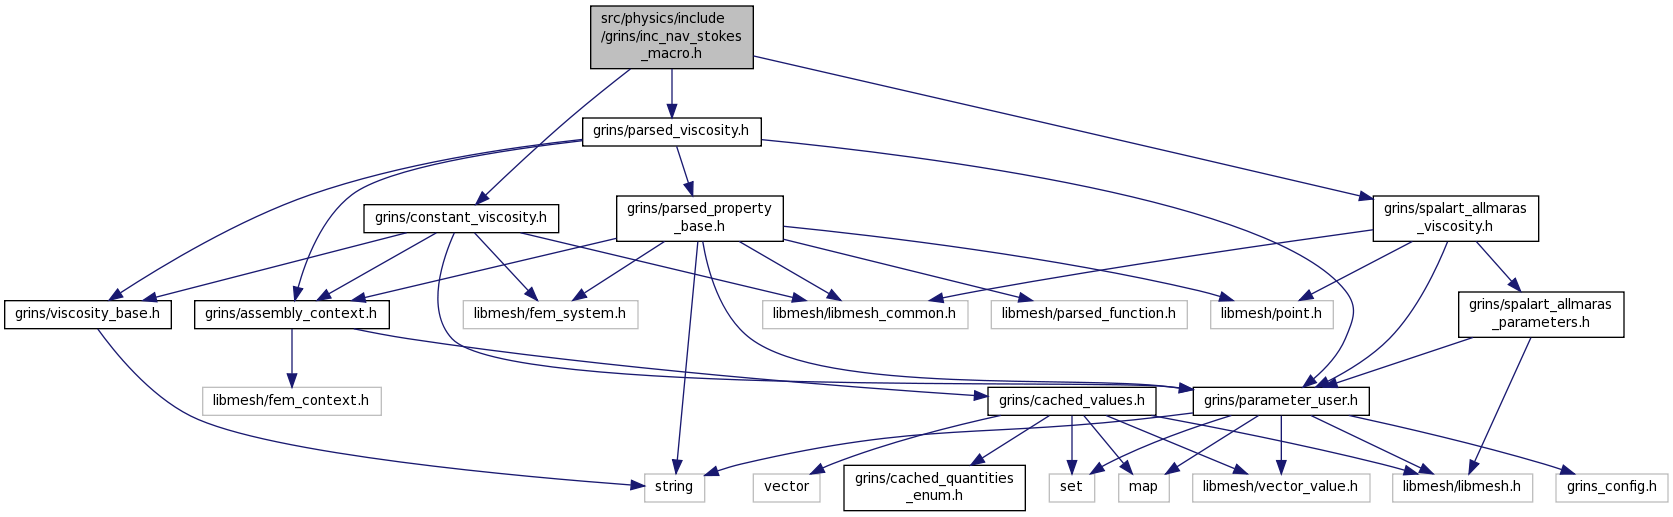 src/physics/include
/grins/inc_nav_stokes
_macro.h
grins/parsed_viscosity.h
grins/constant_viscosity.h
grins/parsed_property
_base.h
grins/spalart_allmaras
_viscosity.h
grins/viscosity_base.h
grins/assembly_context.h
libmesh/fem_system.h
libmesh/libmesh_common.h
libmesh/parsed_function.h
libmesh/point.h
grins/spalart_allmaras
_parameters.h
libmesh/fem_context.h
grins/cached_values.h
grins/parameter_user.h
string
vector
grins/cached_quantities
_enum.h
set
map
libmesh/vector_value.h
libmesh/libmesh.h
grins_config.h